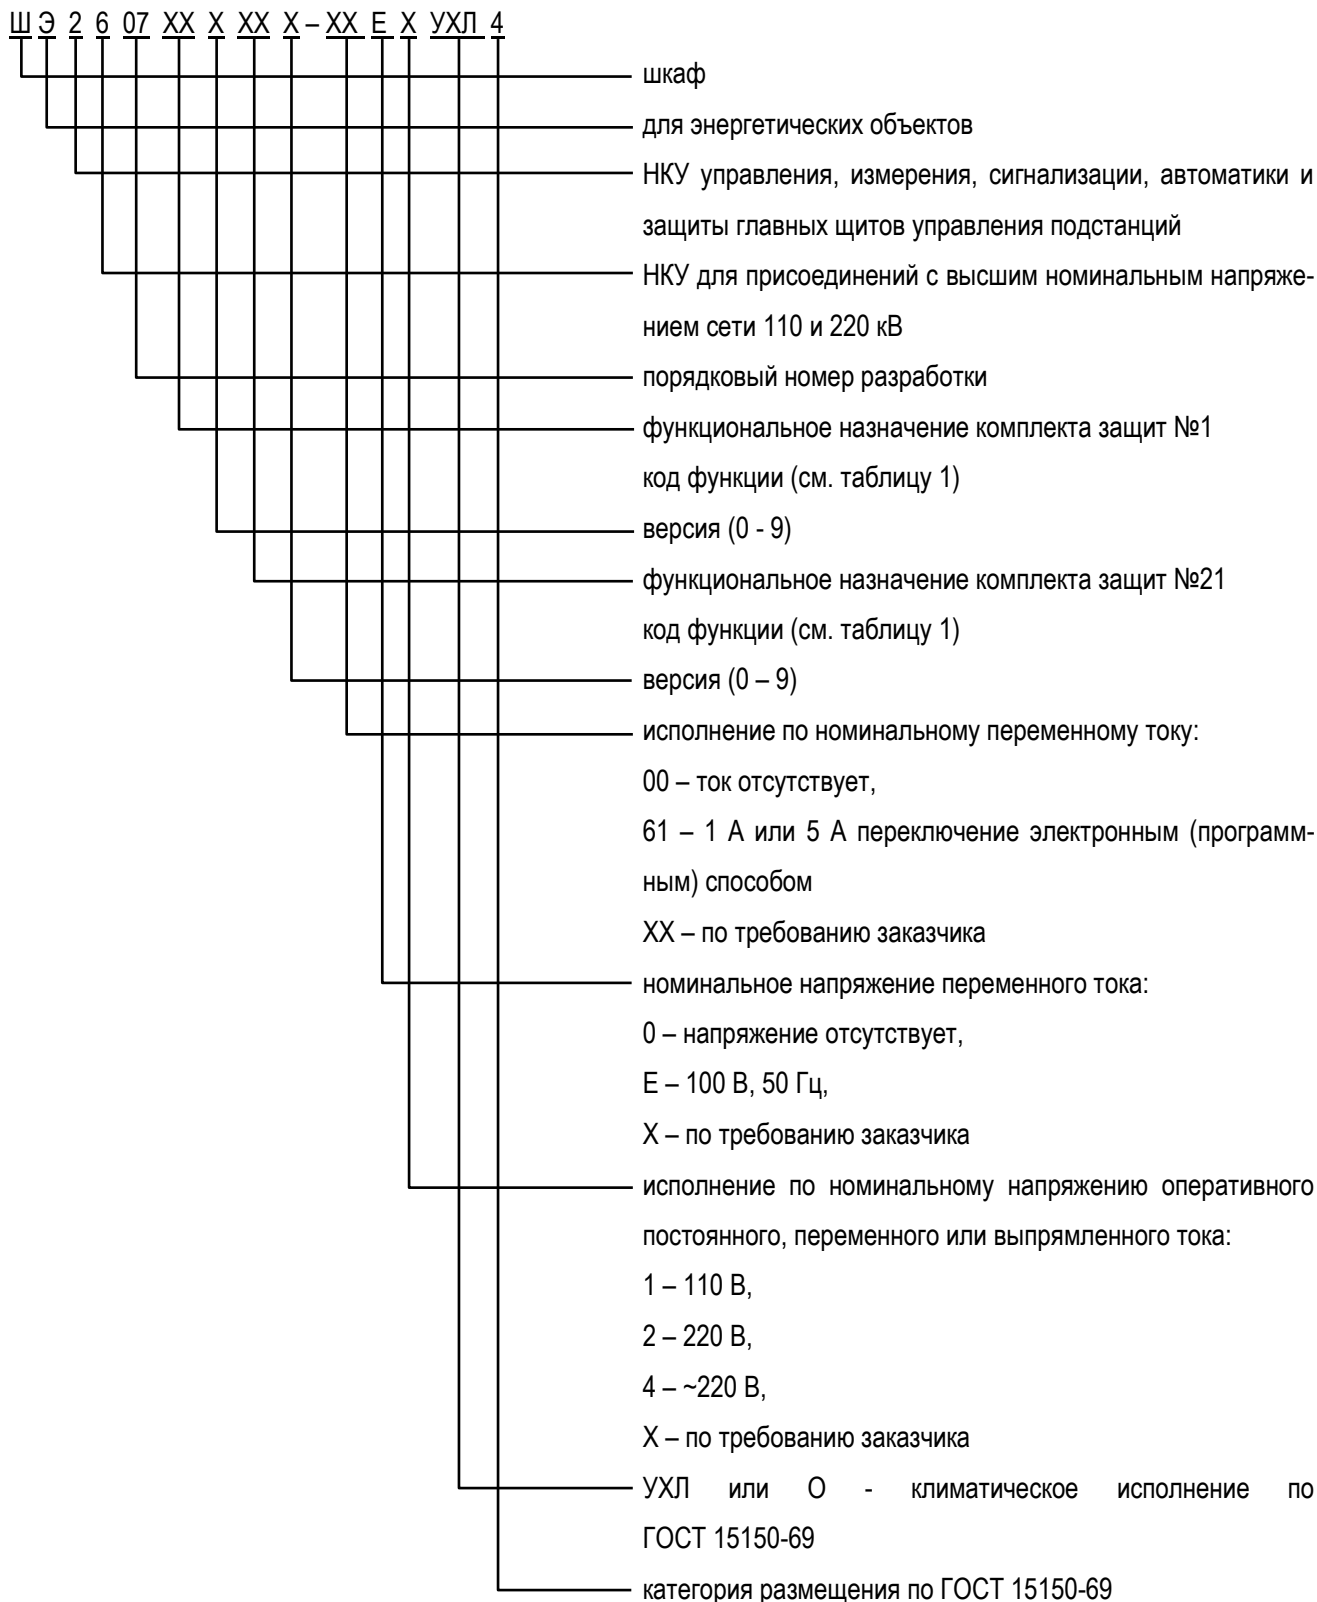 Ш Э 2 6 07 ХХ Х ХХ Х – ХХ Е Х УХЛ 4
шкаф
для энергетических объектов
НКУ управления, измерения, сигнализации, автоматики и
защиты главных щитов управления подстанций
НКУ для присоединений с высшим номинальным напряже-
нием сети 110 и 220 кВ
порядковый номер разработки
функциональное назначение комплекта защит №1
код функции (см. таблицу 1)
версия (0 - 9)
функциональное назначение комплекта защит №21
код функции (см. таблицу 1)
версия (0 – 9)
исполнение по номинальному переменному току:
00 – ток отсутствует,
61 – 1 А или 5 А переключение электронным (программ-
ным) способом
ХХ – по требованию заказчика
номинальное напряжение переменного тока:
0 – напряжение отсутствует,
Е – 100 В, 50 Гц,
Х – по требованию заказчика
исполнение по номинальному напряжению оперативного
постоянного, переменного или выпрямленного тока:
1 – 110 В,
2 – 220 В,
4 – ~220 В,
Х – по требованию заказчика
УХЛ или О - климатическое исполнение по
ГОСТ 15150-69
категория размещения по ГОСТ 15150-69